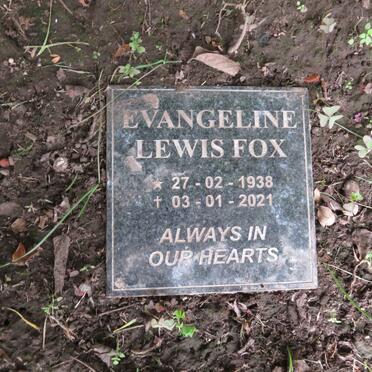 EVANGELINE
LEWIS FOX
★ 27 - 02 - 1938
✝ 03 - 01 - 2021
ALWAYS IN
OUR HEARTS